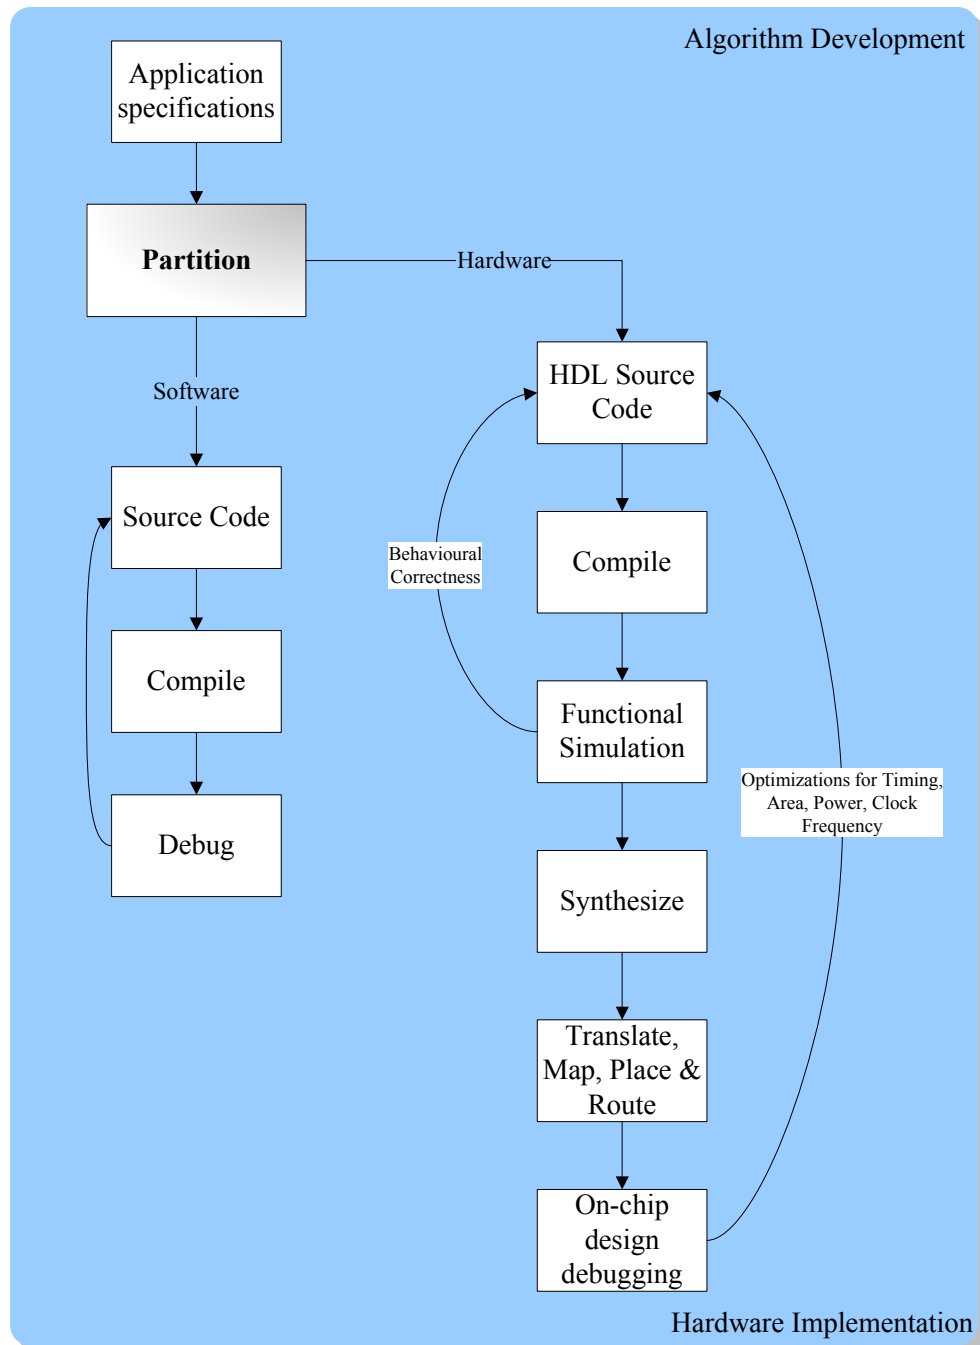 Algorithm Development
Application
specifications
Partition
Hardware
Software
HDL Source
Code
Source Code
Behavioural
Correctness
Compile
Compile
Functional
Simulation
Optimizations for Timing,
Area, Power, Clock
Frequency
Debug
Synthesize
Translate,
Map, Place &
Route
On-chip
design
debugging
Hardware Implementation